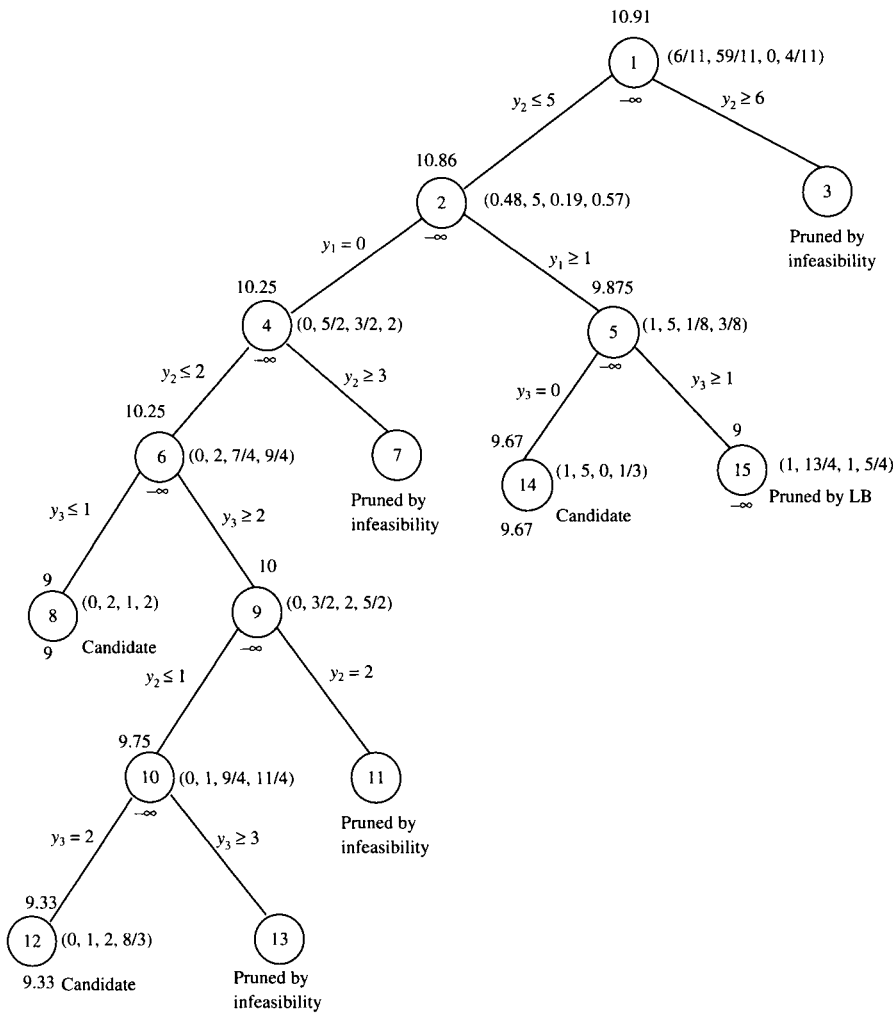 10.91
1 (6/11, 59/11, 0, 4/11)
−∞
y₂ ≤ 5
y₂ ≥ 6
10.86
2 (0.48, 5, 0.19, 0.57)
−∞
3
Pruned by
infeasibility
y₁ = 0
y₁ ≥ 1
10.25
4 (0, 5/2, 3/2, 2)
−∞
9.875
5 (1, 5, 1/8, 3/8)
−∞
y₂ ≤ 2
y₂ ≥ 3
y₃ = 0
y₃ ≥ 1
10.25
6 (0, 2, 7/4, 9/4)
−∞
7
Pruned by
infeasibility
9.67
14 (1, 5, 0, 1/3)
9.67 Candidate
9
15 (1, 13/4, 1, 5/4)
−∞ Pruned by LB
y₃ ≤ 1
y₃ ≥ 2
9
8 (0, 2, 1, 2)
9 Candidate
10
9 (0, 3/2, 2, 5/2)
−∞
y₂ ≤ 1
y₂ = 2
9.75
10 (0, 1, 9/4, 11/4)
−∞
11
Pruned by
infeasibility
y₃ = 2
y₃ ≥ 3
9.33
12 (0, 1, 2, 8/3)
9.33 Candidate
13
Pruned by
infeasibility